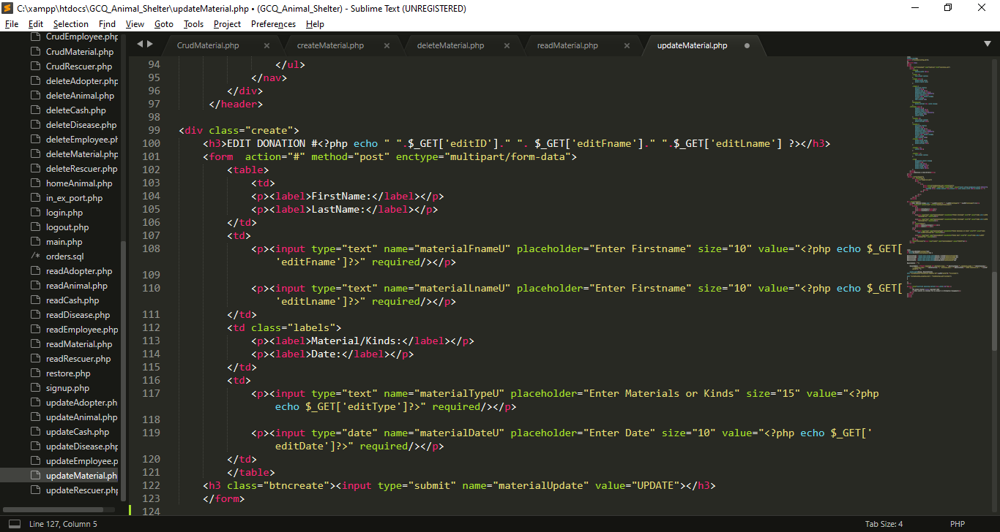 C:\xampp\htdocs\GCQ_Animal_Shelter\updateMaterial.php • (GCQ_Animal_Shelter) - Sublime Text (UNREGISTERED)
File Edit Selection Find View Goto Tools Project Preferences Help
CrudMaterial.php × createMaterial.php × deleteMaterial.php × readMaterial.php × updateMaterial.php ●
CrudEmployee.php
CrudMaterial.php
CrudRescuer.php
deleteAdopter.php
deleteAnimal.php
deleteCash.php
deleteDisease.php
deleteEmployee.ph
deleteMaterial.php
deleteRescuer.php
homeAnimal.php
in_ex_port.php
login.php
logout.php
main.php
/* orders.sql
readAdopter.php
readAnimal.php
readCash.php
readDisease.php
readEmployee.php
readMaterial.php
readRescuer.php
restore.php
signup.php
updateAdopter.ph
updateAnimal.php
updateCash.php
updateDisease.php
updateEmployee.p
updateMaterial.ph
updateRescuer.php
94 </ul>
95 </nav>
96 </div>
97 </header>
98
99 <div class="create">
100 <h3>EDIT DONATION #<?php echo " ".$_GET['editID']." ". $_GET['editFname']." ".$_GET['editLname'] ?></h3>
101 <form  action="#" method="post" enctype="multipart/form-data">
102 <table>
103 <td>
104 <p><label>FirstName:</label></p>
105 <p><label>LastName:</label></p>
106 </td>
107 <td>
108 <p><input type="text" name="materialFnameU" placeholder="Enter Firstname" size="10" value="<?php echo $_GET[
'editFname']?>" required/></p>
109
110 <p><input type="text" name="materialLnameU" placeholder="Enter Firstname" size="10" value="<?php echo $_GET[
'editLname']?>" required/></p>
111 </td>
112 <td class="labels">
113 <p><label>Material/Kinds:</label></p>
114 <p><label>Date:</label></p>
115 </td>
116 <td>
117 <p><input type="text" name="materialTypeU" placeholder="Enter Materials or Kinds" size="15" value="<?php
echo $_GET['editType']?>" required/></p>
118
119 <p><input type="date" name="materialDateU" placeholder="Enter Date" size="10" value="<?php echo $_GET['
editDate']?>" required/></p>
120 </td>
121 </table>
122 <h3 class="btncreate"><input type="submit" name="materialUpdate" value="UPDATE"></h3>
123 </form>
124
Line 127, Column 5 Tab Size: 4 PHP